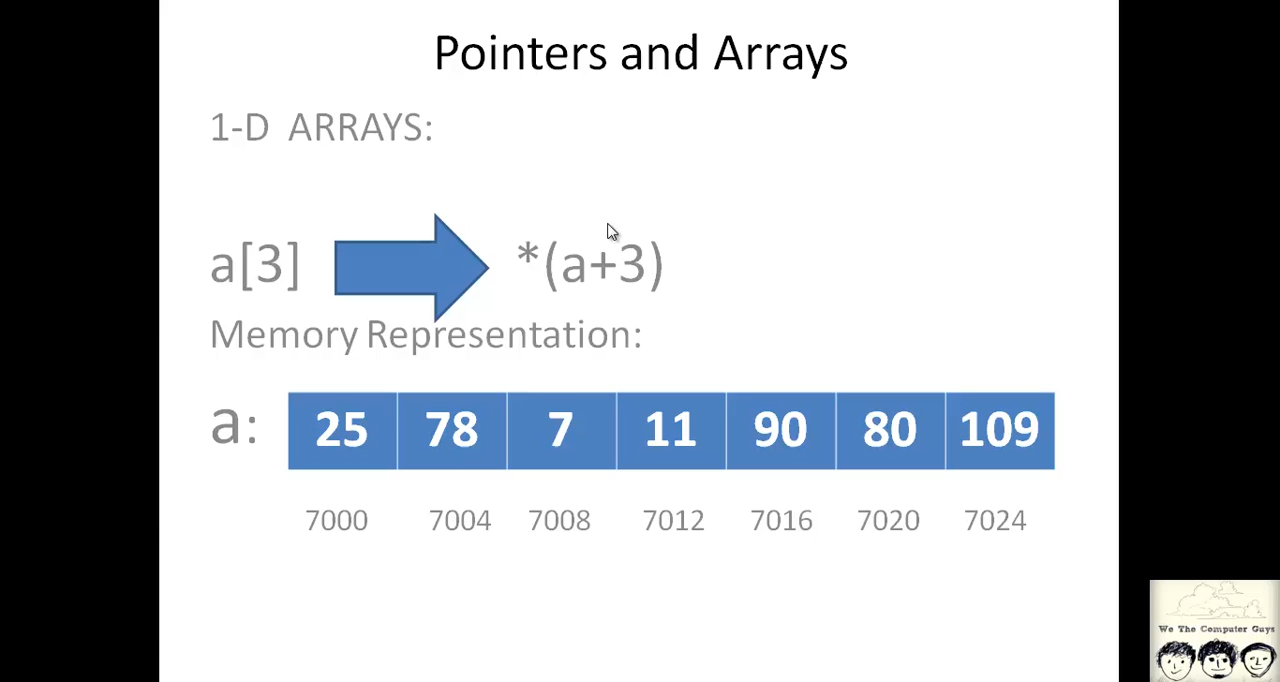 Pointers and Arrays
1-D ARRAYS:
a[3] *(a+3)
Memory Representation:
a: 25 78 7 11 90 80 109
7000 7004 7008 7012 7016 7020 7024
We The Computer Guys